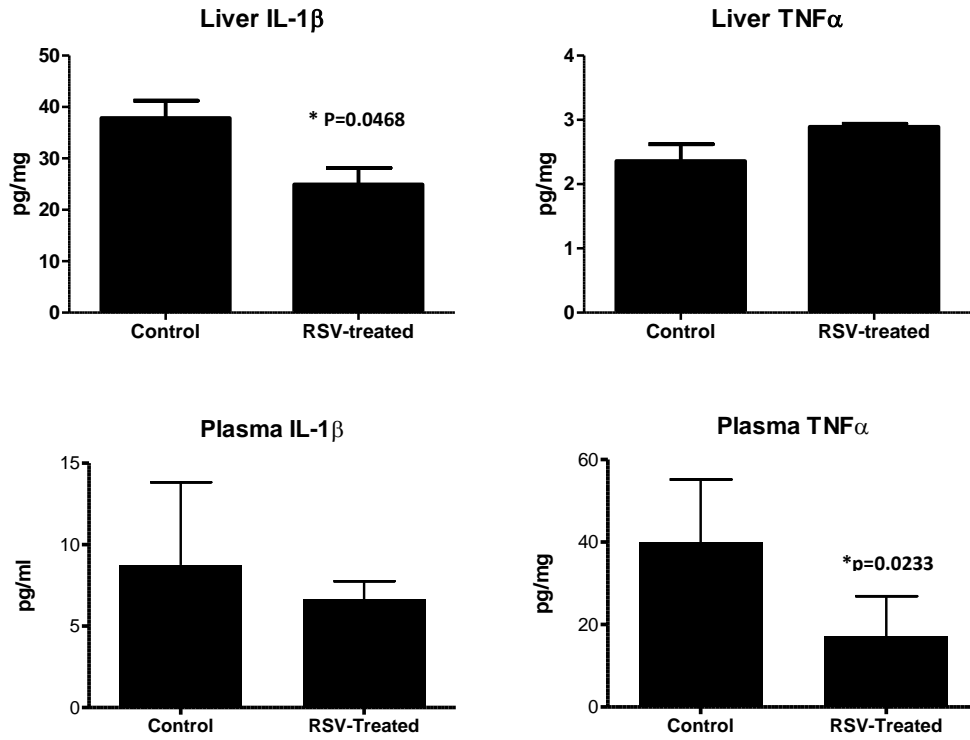 Liver IL-1β
50
40
30
20
10
0
pg/mg
* P=0.0468
Control
RSV-treated
Liver TNFα
4
3
2
1
0
pg/mg
Control
RSV-treated
Plasma IL-1β
15
10
5
0
pg/ml
Control
RSV-Treated
Plasma TNFα
60
40
20
0
pg/mg
*p=0.0233
Control
RSV-Treated